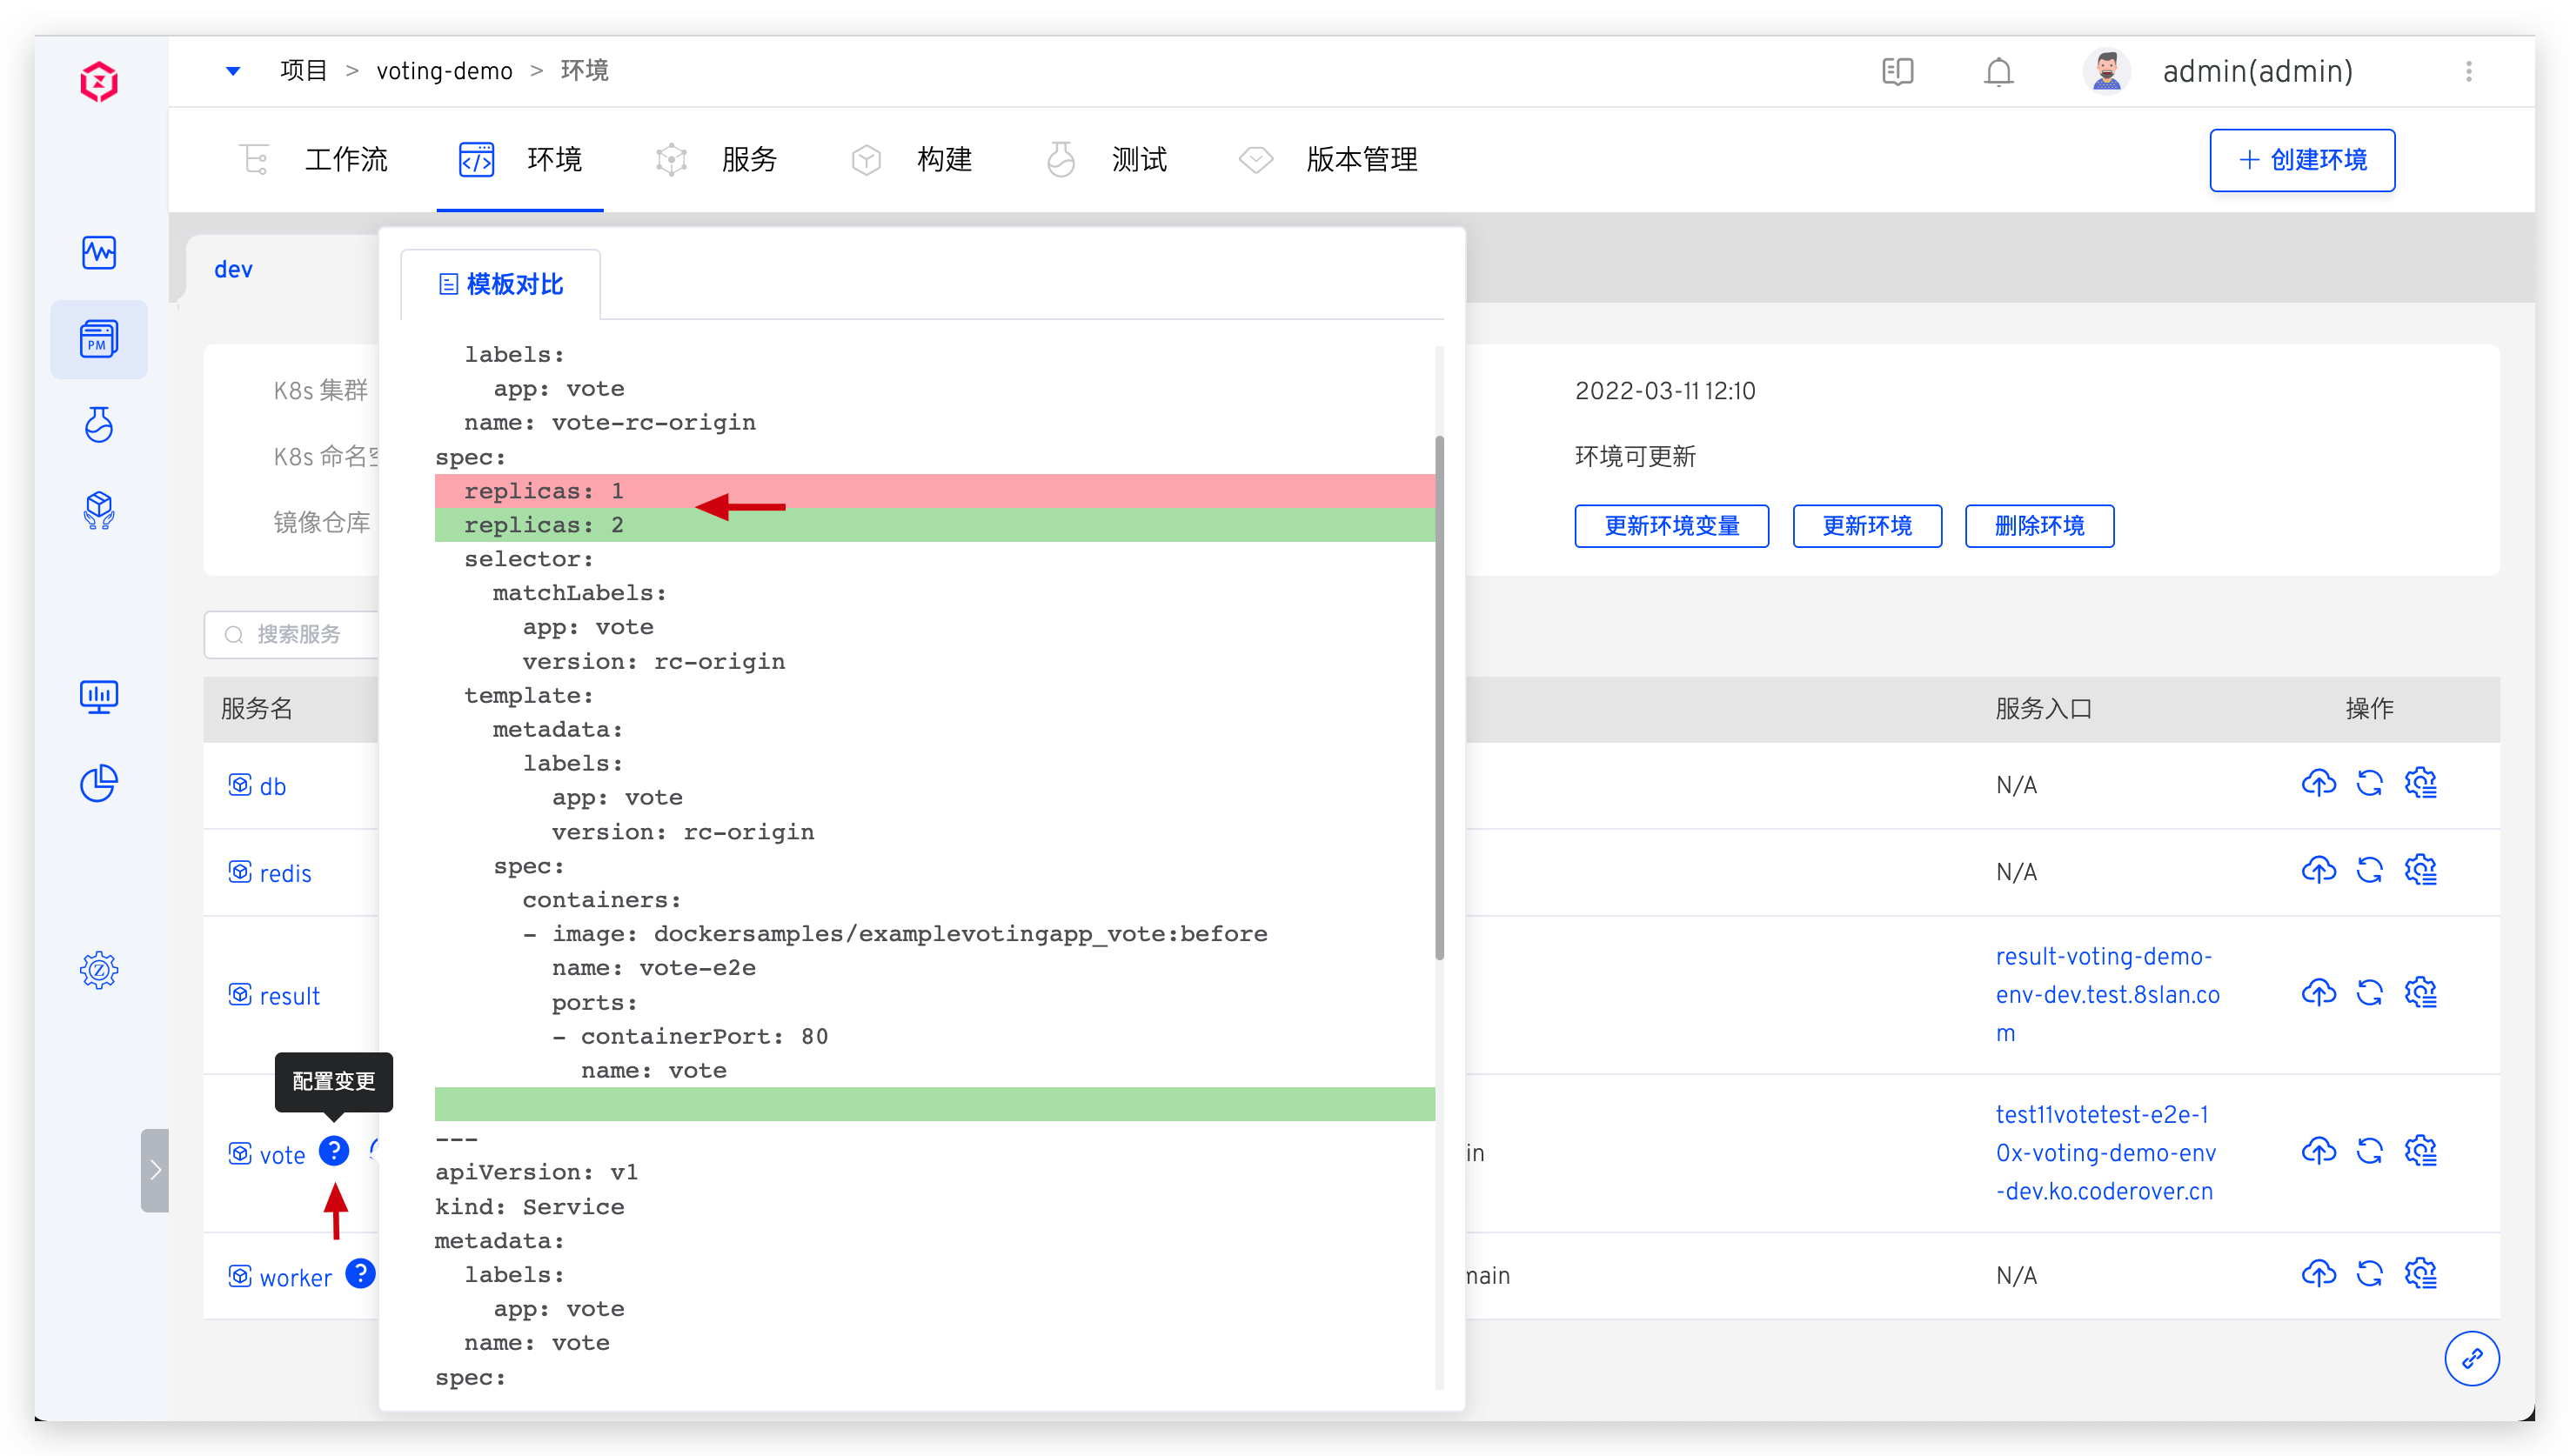 项目 > voting-demo > 环境
admin(admin)
工作流
环境
服务
构建
测试
版本管理
+ 创建环境
PM
dev
K8s 集群
K8s 命名
镜像仓库
2022-03-11 12:10
环境可更新
更新环境变量
更新环境
删除环境
搜索服务
服务名
服务入口
操作
db
N/A
redis
N/A
result
result-voting-demo-
env-dev.test.8slan.co
m
配置变更
vote
?
in
test11votetest-e2e-1
0x-voting-demo-env
-dev.ko.coderover.cn
worker
?
main
N/A
模板对比
labels:
app: vote
name: vote-rc-origin
spec:
replicas: 1
replicas: 2
selector:
matchLabels:
app: vote
version: rc-origin
template:
metadata:
labels:
app: vote
version: rc-origin
spec:
containers:
- image: dockersamples/examplevotingapp_vote:before
name: vote-e2e
ports:
- containerPort: 80
name: vote
---
apiVersion: v1
kind: Service
metadata:
labels:
app: vote
name: vote
spec: